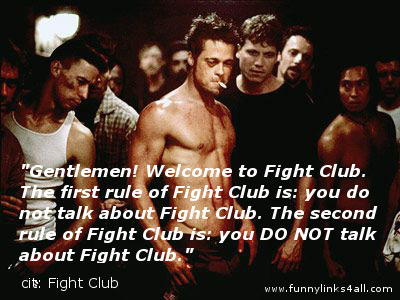 "Gentlemen! Welcome to Fight Club.
The first rule of Fight Club is: you do
not talk about Fight Club. The second
rule of Fight Club is: you DO NOT talk
about Fight Club."
cit: Fight Club
www.funnylinks4all.com